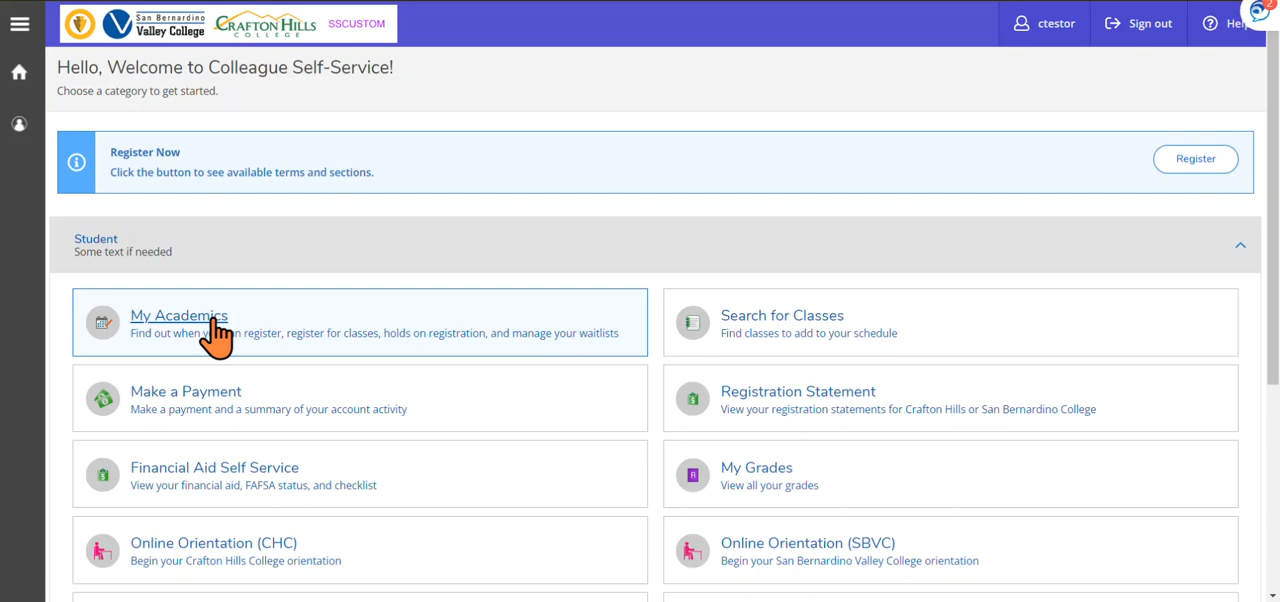 San Bernardino
Valley College
CRAFTON HILLS
COLLEGE
SSCUSTOM
ctestor
Sign out
2
Hello, Welcome to Colleague Self-Service!
Choose a category to get started.
Register Now
Click the button to see available terms and sections.
Register
Student
Some text if needed
My Academics
Find out when register, register for classes, holds on registration, and manage your waitlists
Search for Classes
Find classes to add to your schedule
Make a Payment
Make a payment and a summary of your account activity
Registration Statement
View your registration statements for Crafton Hills or San Bernardino College
Financial Aid Self Service
View your financial aid, FAFSA status, and checklist
My Grades
View all your grades
Online Orientation (CHC)
Begin your Crafton Hills College orientation
Online Orientation (SBVC)
Begin your San Bernardino Valley College orientation